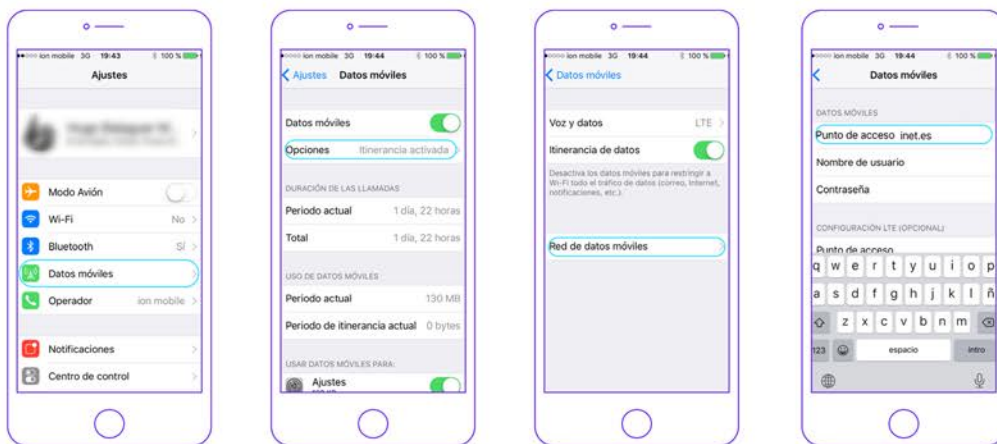 ion mobile 3G 19:43 100 %
Ajustes
Modo Avión
Wi-Fi No
Bluetooth Sí
Datos móviles
Operador ion mobile
Notificaciones
Centro de control
ion mobile 3G 19:44 100 %
Ajustes Datos móviles
Datos móviles
Opciones Itinerancia activada
DURACIÓN DE LAS LLAMADAS
Periodo actual 1 día, 22 horas
Total 1 día, 22 horas
USO DE DATOS MÓVILES
Periodo actual 130 MB
Periodo de itinerancia actual 0 bytes
USAR DATOS MÓVILES PARA:
Ajustes
ion mobile 3G 19:44 100 %
Datos móviles
Voz y datos LTE
Itinerancia de datos
Desactiva los datos móviles para restringir a
Wi-Fi todo el tráfico de datos (correo, Internet,
notificaciones, etc.).
Red de datos móviles
ion mobile 3G 19:44 100 %
Datos móviles
DATOS MÓVILES
Punto de acceso inet.es
Nombre de usuario
Contraseña
CONFIGURACIÓN LTE (OPCIONAL)
Punto de acceso
q w e r t y u i o p
a s d f g h j k l ñ
z x c v b n m
123 espacio intro